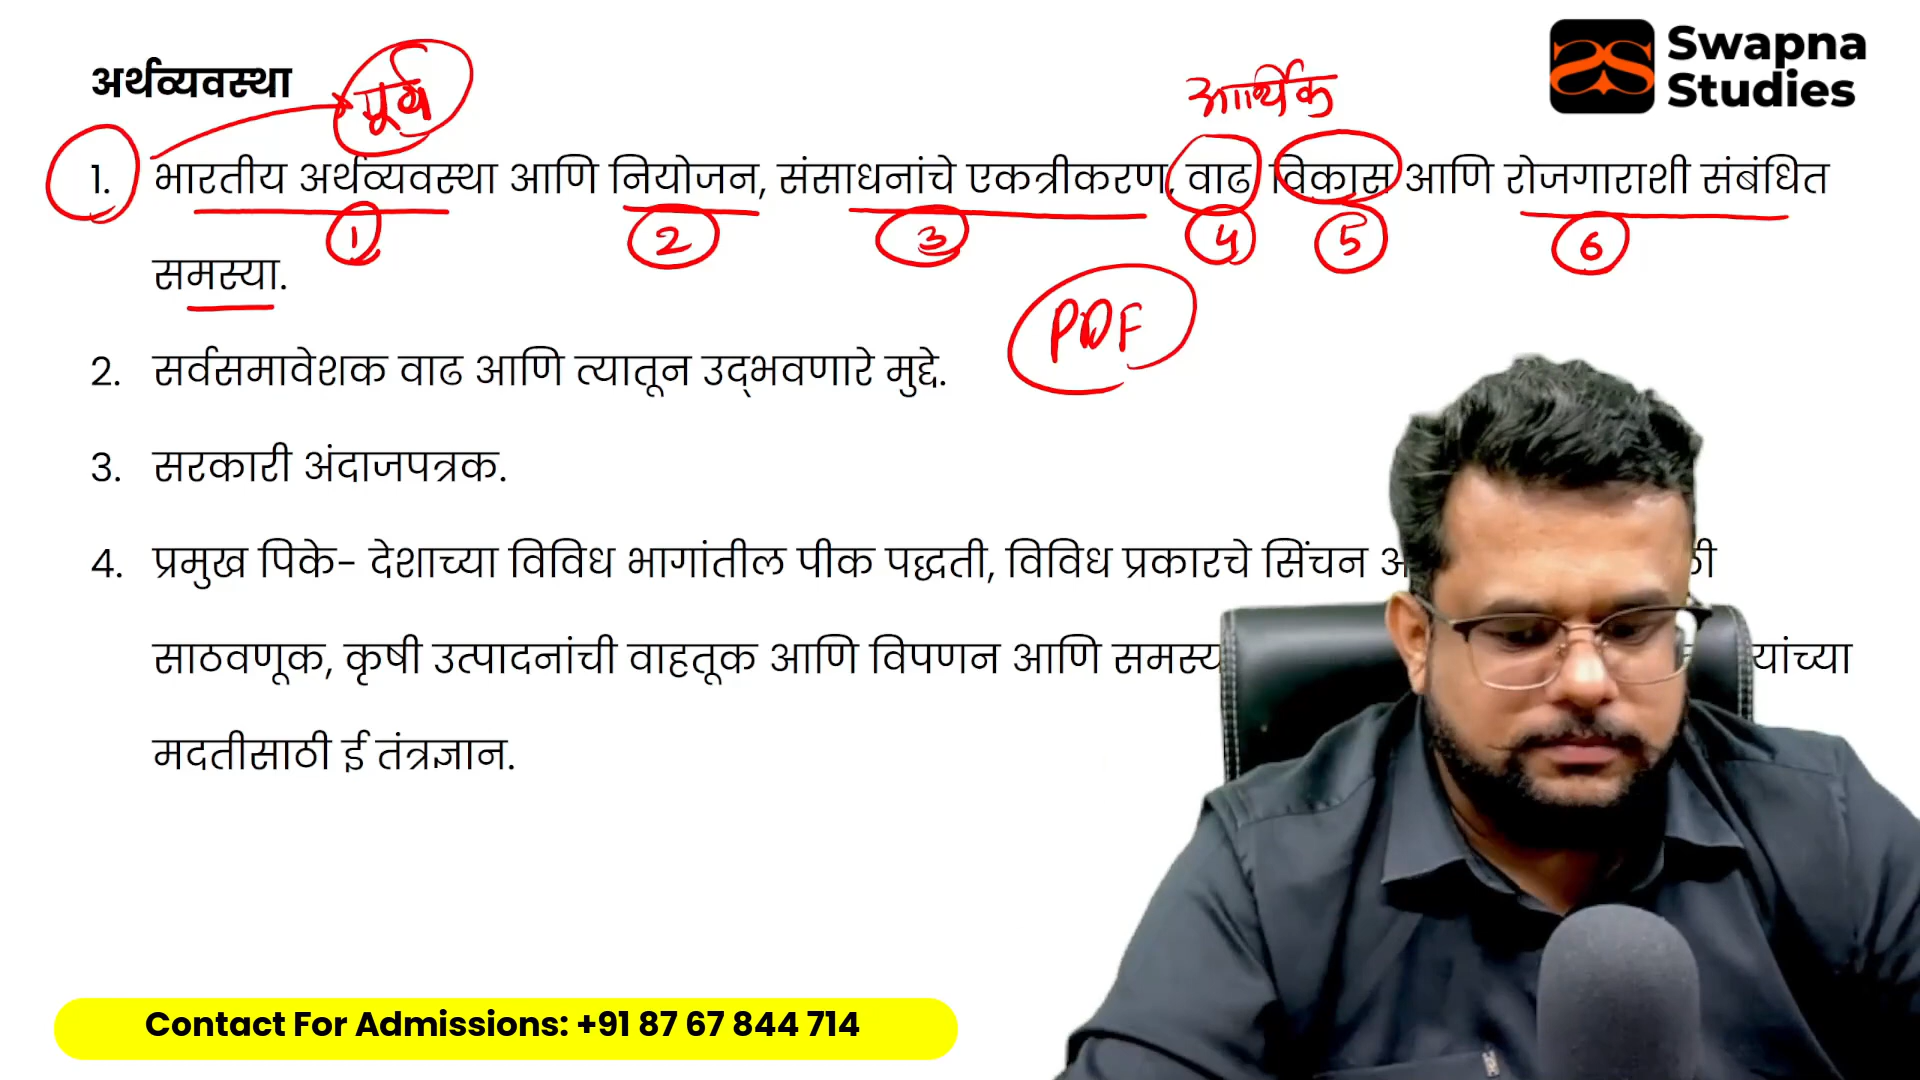 Swapna
Studies
अर्थव्यवस्था
पूर्व
आर्थिक
1. भारतीय अर्थव्यवस्था आणि नियोजन, संसाधनांचे एकत्रीकरण, वाढ विकास आणि रोजगाराशी संबंधित
1 2 3 4 5 6
समस्या.
PDF
2. सर्वसमावेशक वाढ आणि त्यातून उद्भवणारे मुद्दे.
3. सरकारी अंदाजपत्रक.
4. प्रमुख पिके- देशाच्या विविध भागांतील पीक पद्धती, विविध प्रकारचे सिंचन
साठवणूक, कृषी उत्पादनांची वाहतूक आणि विपणन आणि
मदतीसाठी ई तंत्रज्ञान.
Contact For Admissions: +91 87 67 844 714